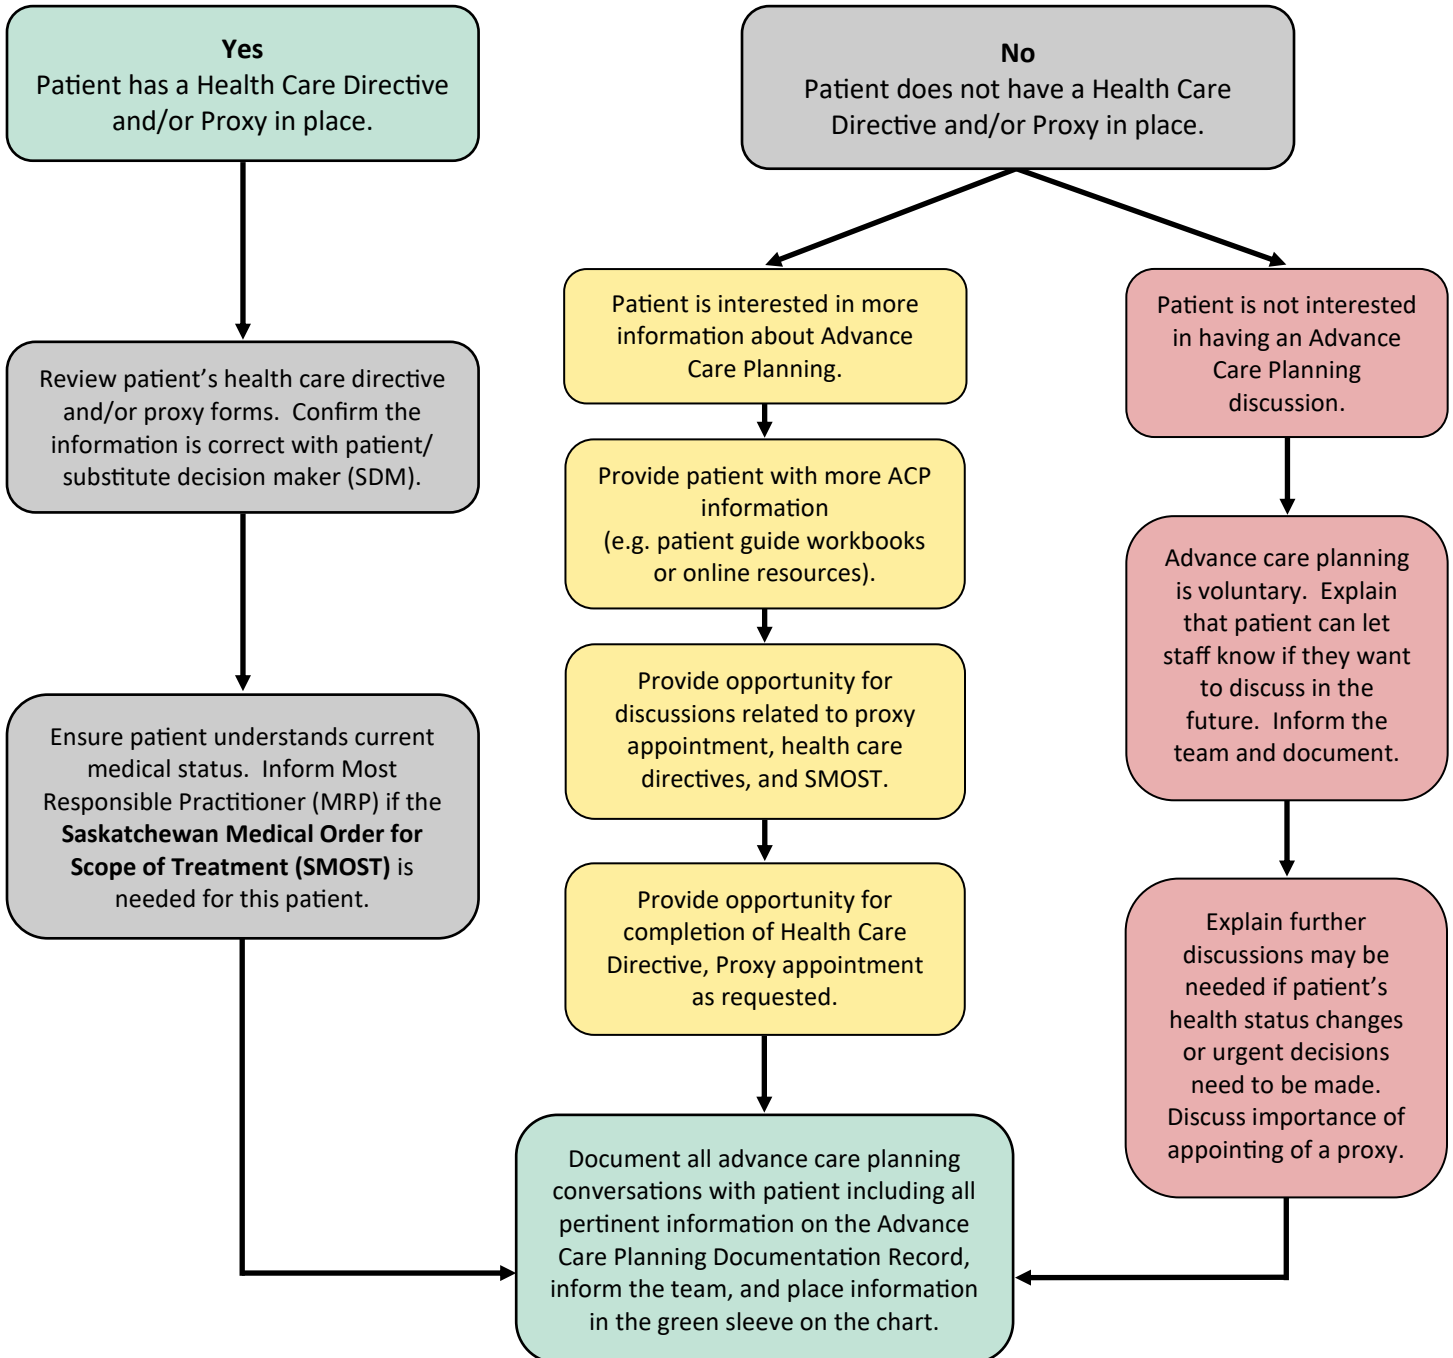 Yes
Patient has a Health Care Directive
and/or Proxy in place.
No
Patient does not have a Health Care
Directive and/or Proxy in place.
Review patient’s health care directive
and/or proxy forms.  Confirm the
information is correct with patient/
substitute decision maker (SDM).
Ensure patient understands current
medical status.  Inform Most
Responsible Practitioner (MRP) if the
Saskatchewan Medical Order for
Scope of Treatment (SMOST) is
needed for this patient.
Patient is interested in more
information about Advance
Care Planning.
Provide patient with more ACP
information
(e.g. patient guide workbooks
or online resources).
Provide opportunity for
discussions related to proxy
appointment, health care
directives, and SMOST.
Provide opportunity for
completion of Health Care
Directive, Proxy appointment
as requested.
Patient is not interested
in having an Advance
Care Planning
discussion.
Advance care planning
is voluntary.  Explain
that patient can let
staff know if they want
to discuss in the
future.  Inform the
team and document.
Explain further
discussions may be
needed if patient’s
health status changes
or urgent decisions
need to be made.
Discuss importance of
appointing of a proxy.
Document all advance care planning
conversations with patient including all
pertinent information on the Advance
Care Planning Documentation Record,
inform the team, and place information
in the green sleeve on the chart.